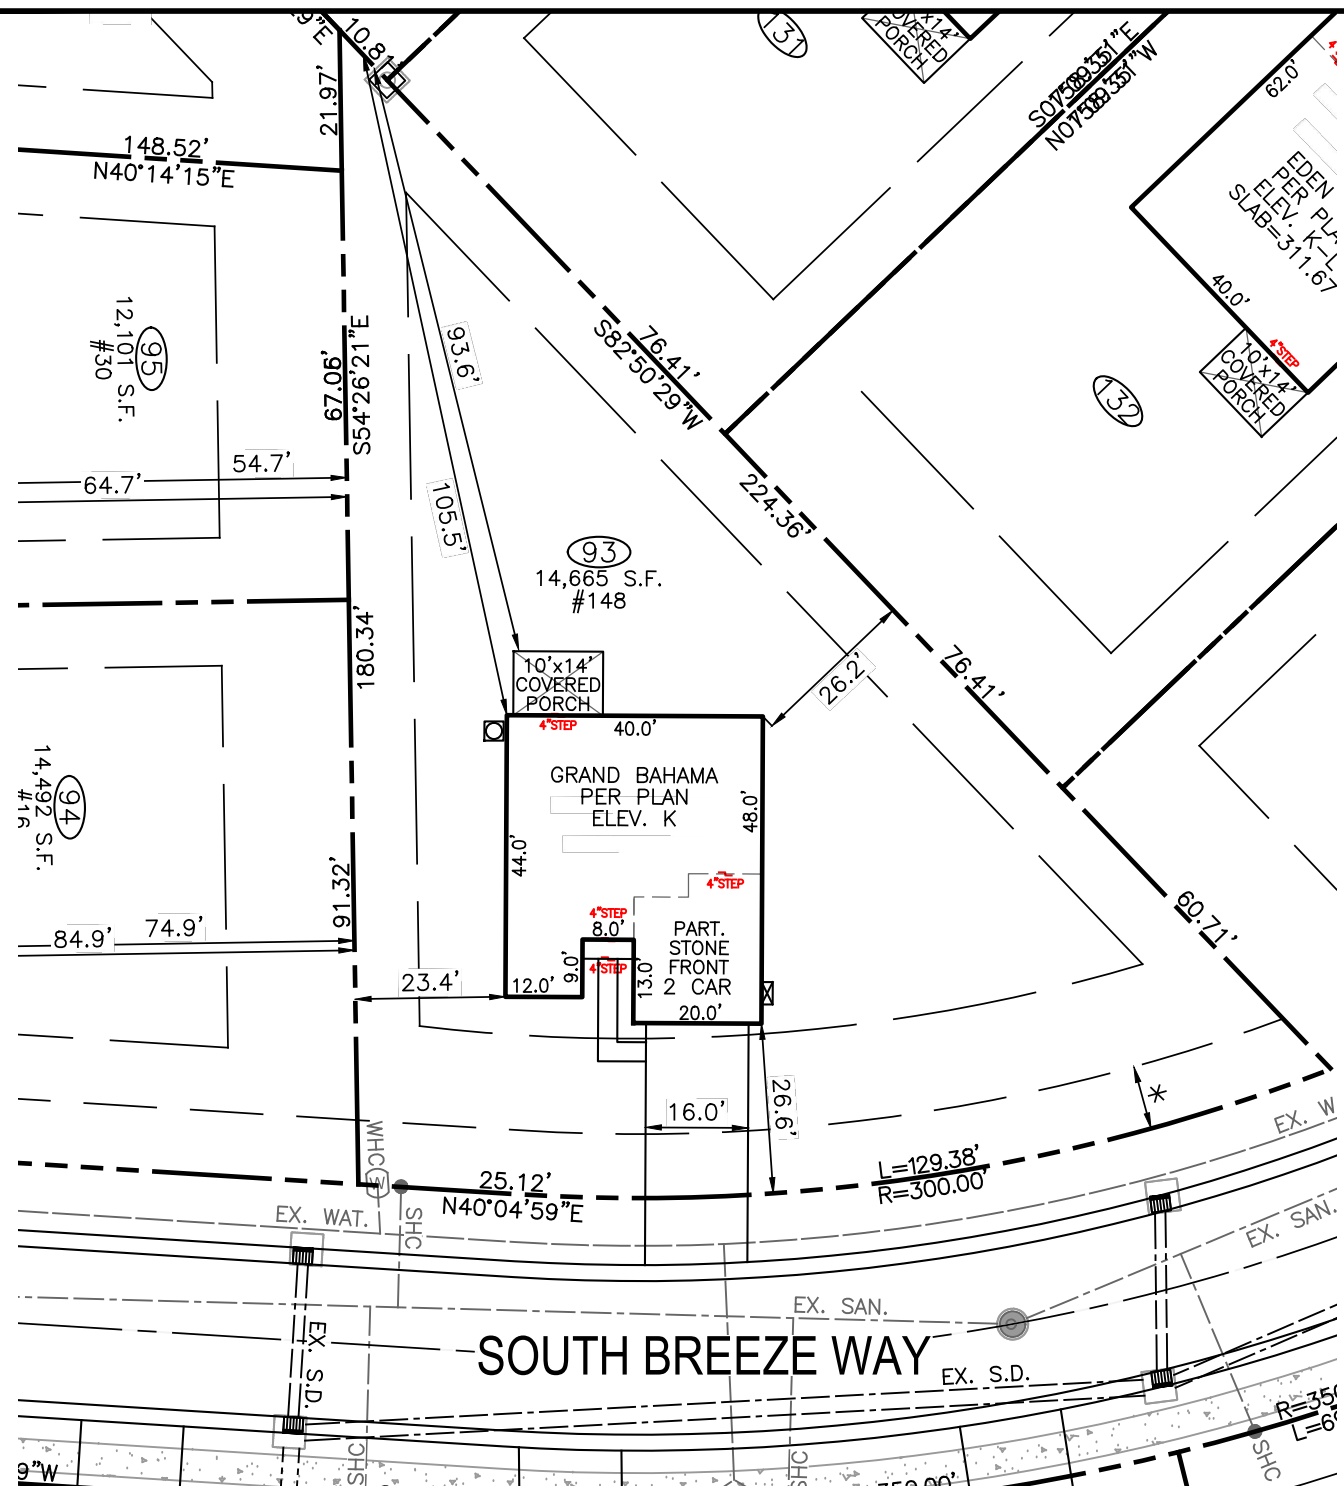 10.81'
21.97'
148.52'
N40°14'15"E
131
COVERED
PORCH
62.0'
EDEN
PER PLA
ELEV. K-L
SLAB=311.67
40.0'
4"STEP
10'x14'
COVERED
PORCH
132
95
12,101 S.F.
#30
67.06'
S54°26'21"E
93.6'
105.5'
76.41'
S82°50'29"W
224.36'
54.7'
64.7'
93
14,665 S.F.
#148
180.34'
26.2'
76.41'
10'x14'
COVERED
PORCH
4"STEP
40.0'
GRAND BAHAMA
PER PLAN
ELEV. K
44.0'
48.0'
94
14,492 S.F.
#16
91.32'
74.9'
84.9'
4"STEP
4"STEP
8.0'
9.0'
4"STEP
13.0'
12.0'
PART.
STONE
FRONT
2 CAR
20.0'
60.71'
23.4'
16.0'
26.6'
*
WHC
W
25.12'
N40°04'59"E
L=129.38'
R=300.00'
EX. W
EX. WAT.
SHC
EX. SAN.
EX. SAN.
SOUTH BREEZE WAY
EX. S.D.
EX. S.D.
SHC
SHC
SHC
9"W